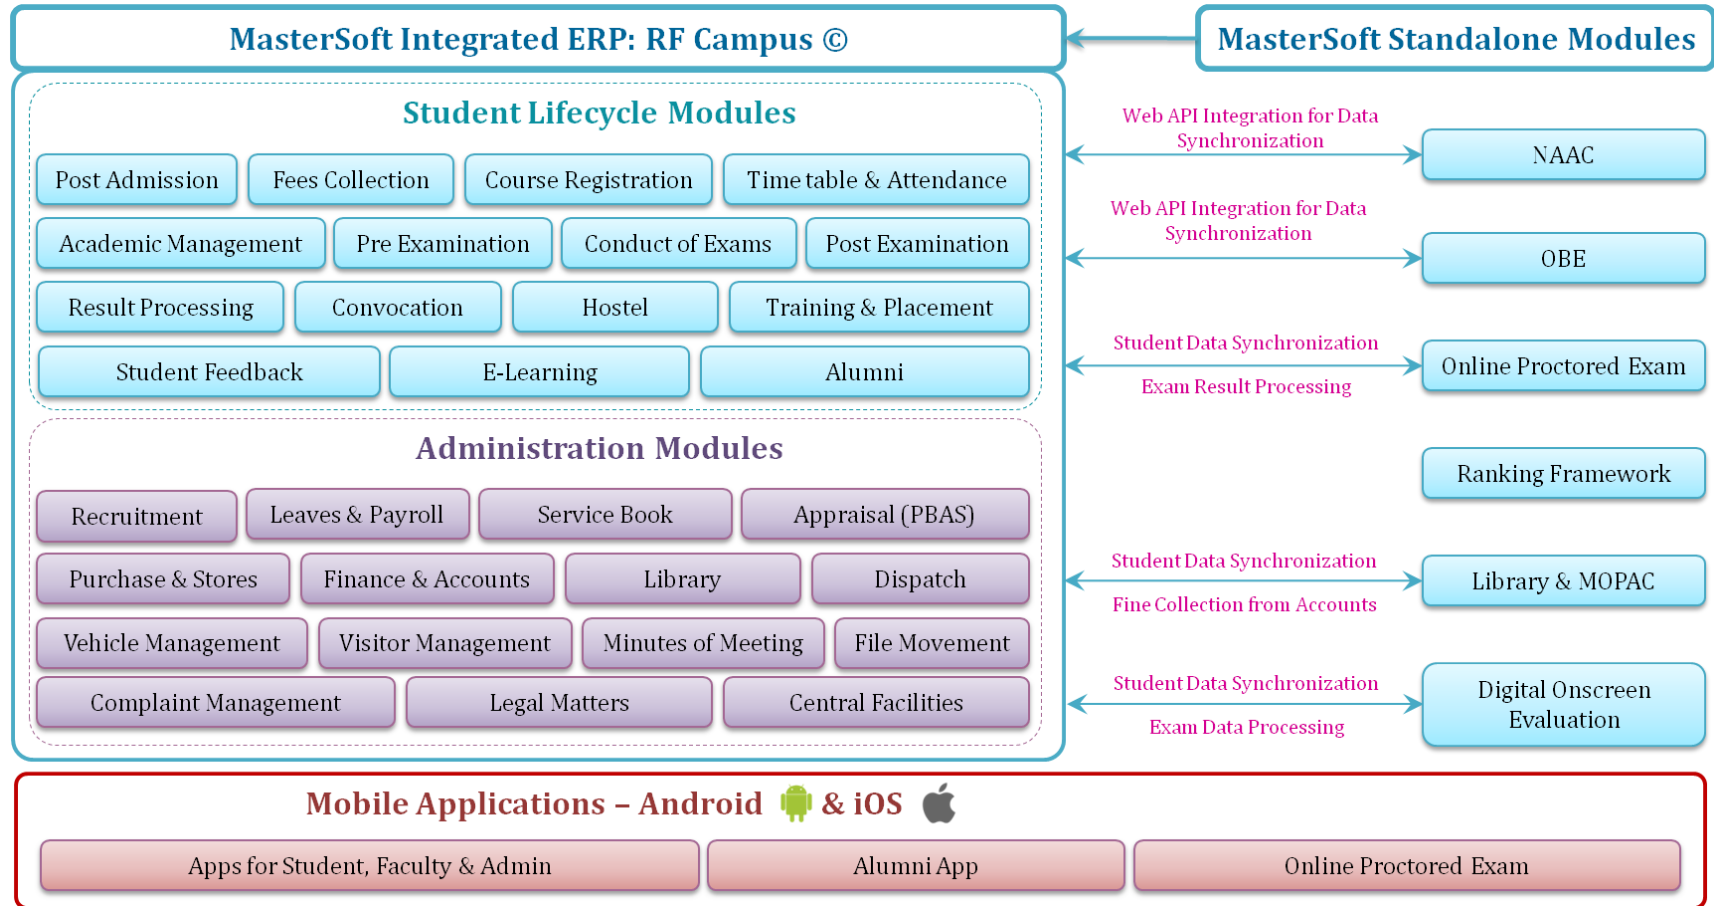 MasterSoft Integrated ERP: RF Campus ©
MasterSoft Standalone Modules
Student Lifecycle Modules
Post Admission
Fees Collection
Course Registration
Time table & Attendance
Academic Management
Pre Examination
Conduct of Exams
Post Examination
Result Processing
Convocation
Hostel
Training & Placement
Student Feedback
E-Learning
Alumni
Administration Modules
Recruitment
Leaves & Payroll
Service Book
Appraisal (PBAS)
Purchase & Stores
Finance & Accounts
Library
Dispatch
Vehicle Management
Visitor Management
Minutes of Meeting
File Movement
Complaint Management
Legal Matters
Central Facilities
Web API Integration for Data
Synchronization
NAAC
Web API Integration for Data
Synchronization
OBE
Student Data Synchronization
Exam Result Processing
Online Proctored Exam
Ranking Framework
Student Data Synchronization
Fine Collection from Accounts
Library & MOPAC
Student Data Synchronization
Exam Data Processing
Digital Onscreen
Evaluation
Mobile Applications – Android & iOS
Apps for Student, Faculty & Admin
Alumni App
Online Proctored Exam